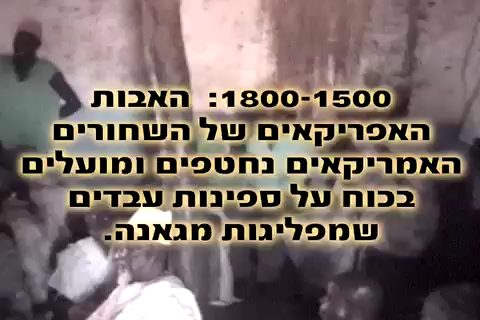 1800-1500: האבות
האפריקאים של השחורים
האמריקאים נחטפים ומועלים
בכוח על ספינות עבדים
שמפליגות מגאנה.